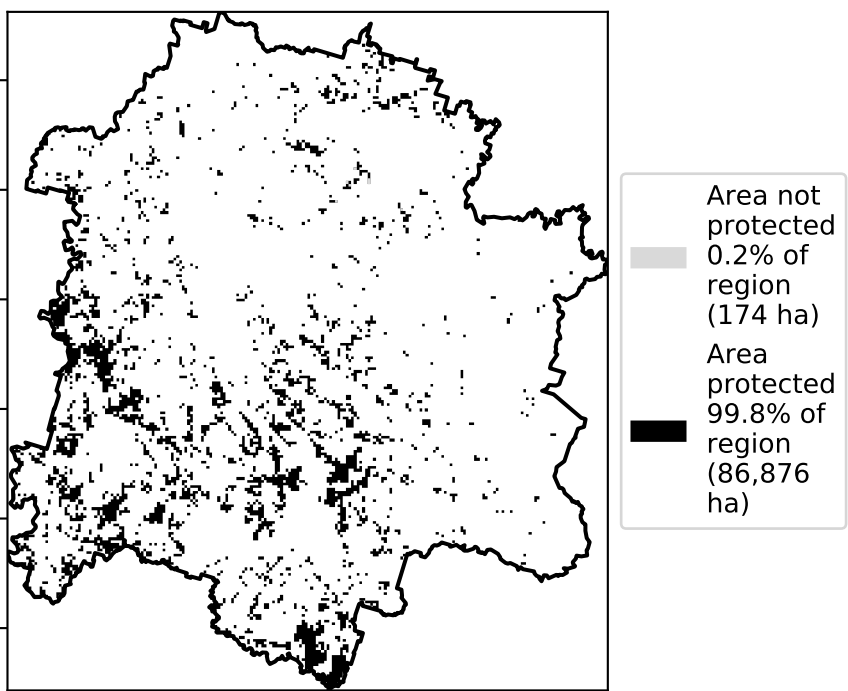 Area not
protected
0.2% of
region
(174 ha)
Area
protected
99.8% of
region
(86,876
ha)